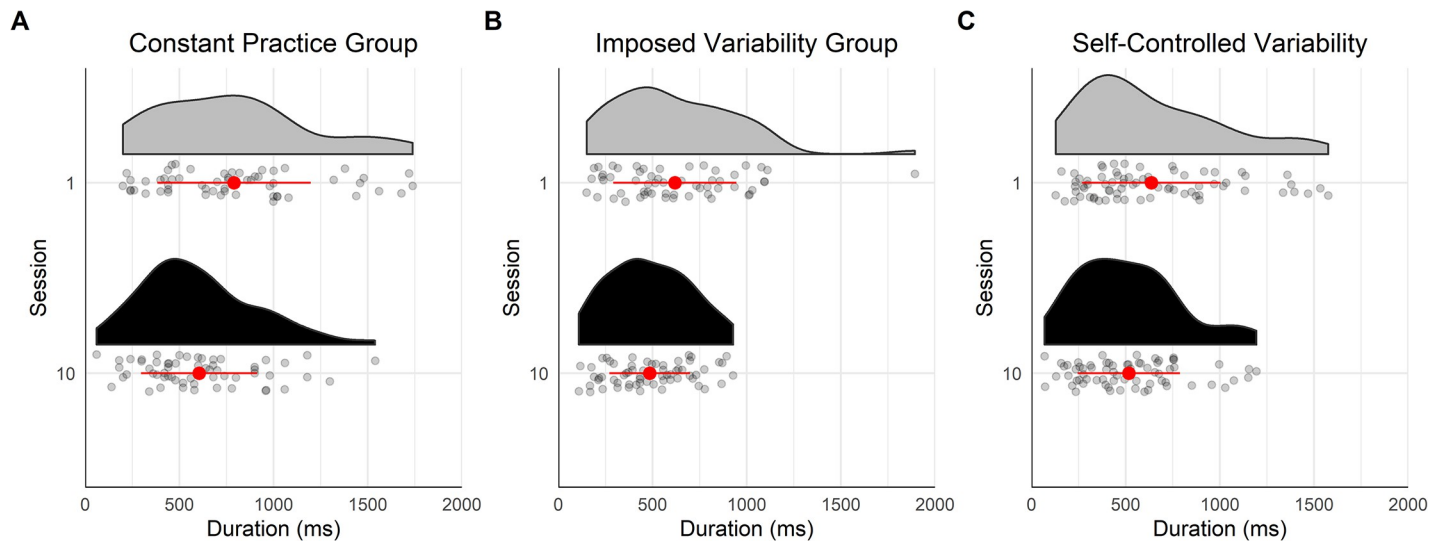 A
Constant Practice Group
Session
1
10
0 500 1000 1500 2000
Duration (ms)
B
Imposed Variability Group
Session
1
10
0 500 1000 1500 2000
Duration (ms)
C
Self-Controlled Variability
Session
1
10
0 500 1000 1500 2000
Duration (ms)